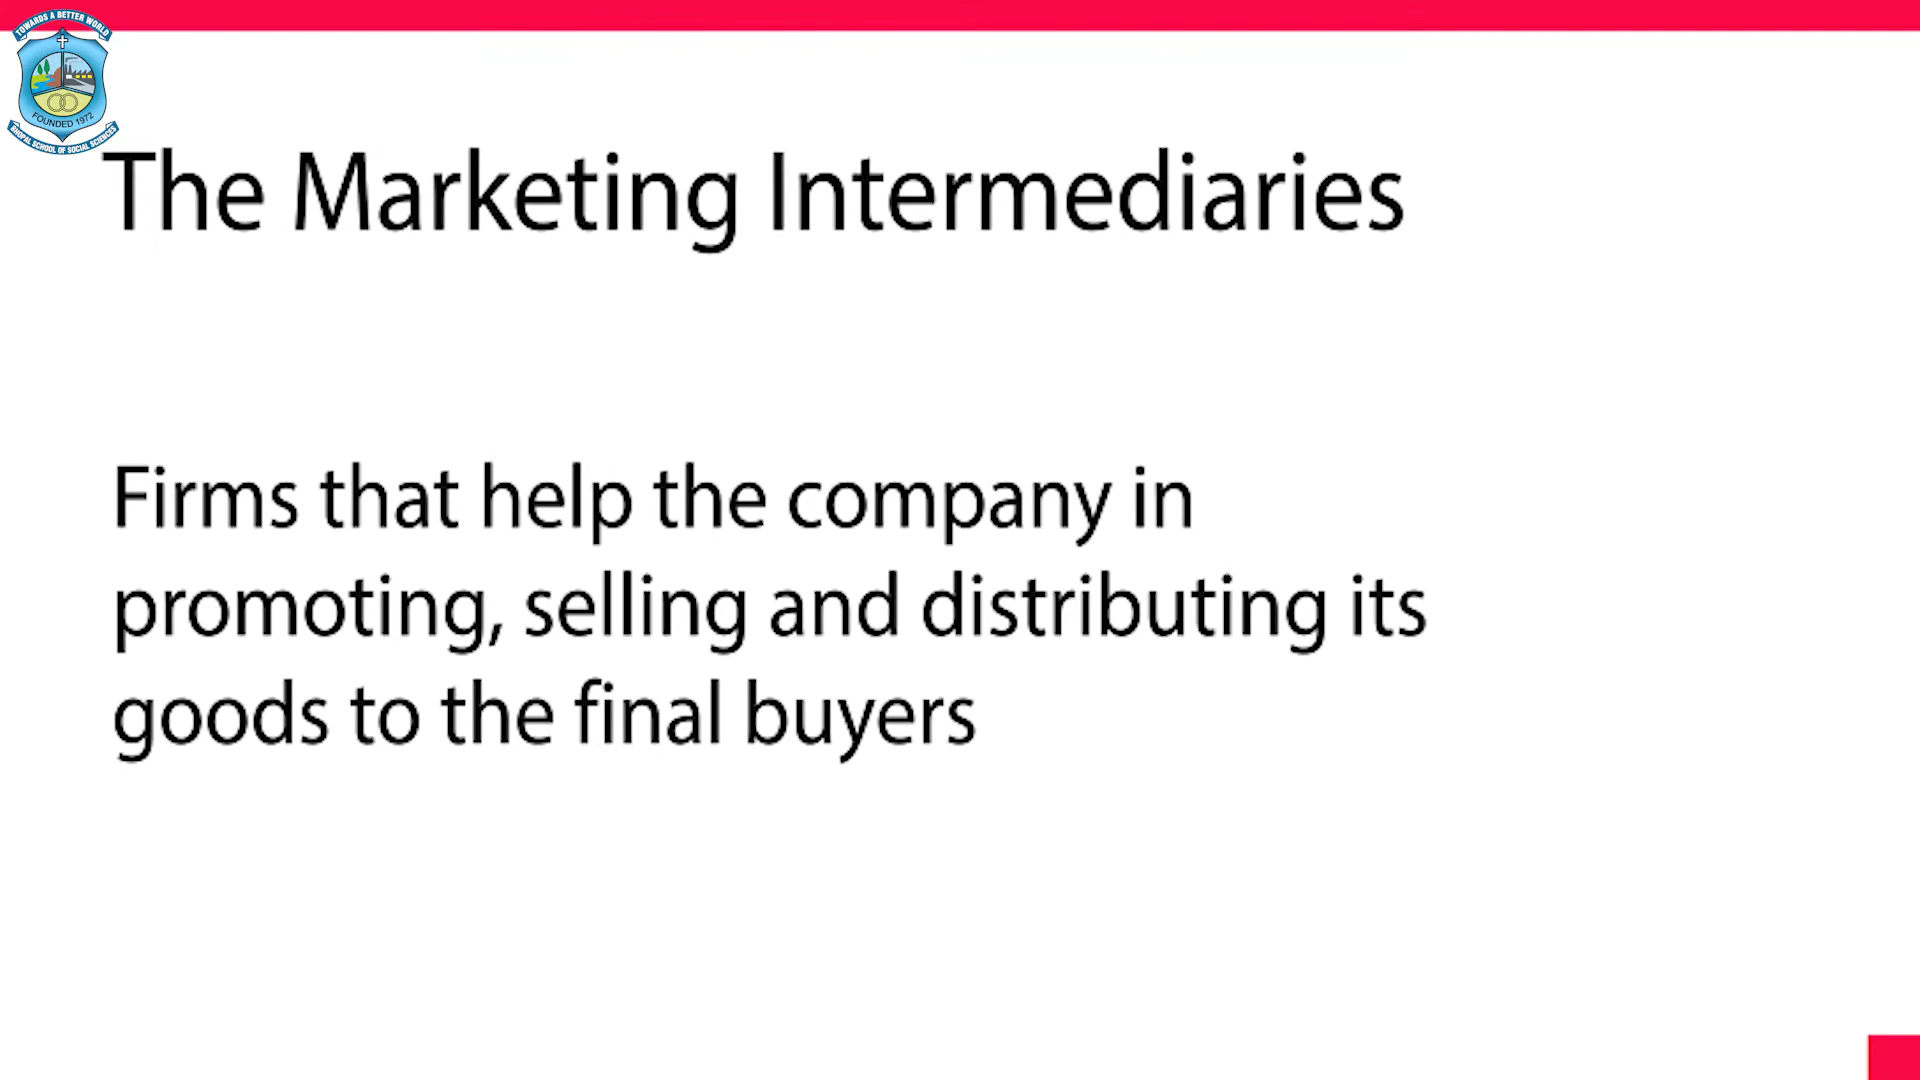 TOWARDS A BETTER WORLD
FOUNDED 1972
BHOPAL SCHOOL OF SOCIAL SCIENCES
The Marketing Intermediaries
Firms that help the company in
promoting, selling and distributing its
goods to the final buyers